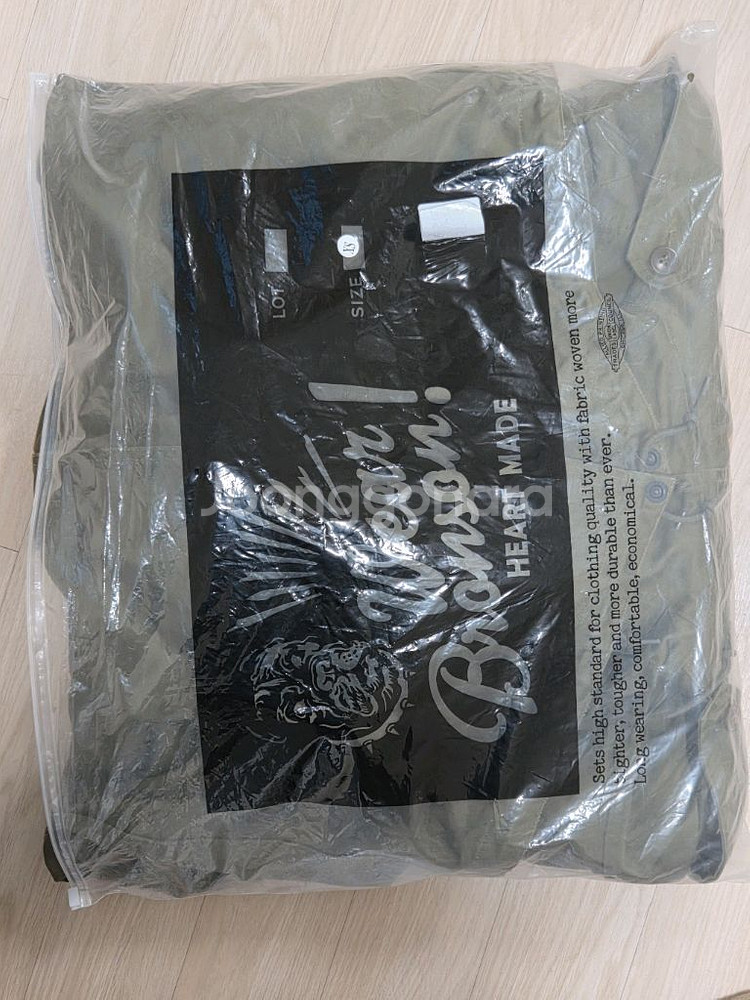 LOT
SIZE
Wear!
Bronson!
HEART MADE
Sets high standard for clothing quality with fabric woven more
tighter, tougher and more durable than ever.
Long wearing, comfortable, economical.
joonggonara